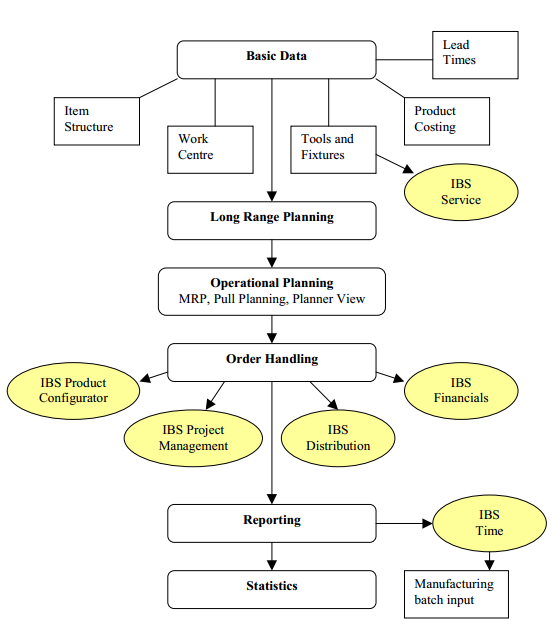 Basic Data
Lead
Times
Item
Structure
Work
Centre
Tools and
Fixtures
Product
Costing
IBS
Service
Long Range Planning
Operational Planning
MRP, Pull Planning, Planner View
Order Handling
IBS Product
Configurator
IBS Project
Management
IBS
Distribution
IBS
Financials
Reporting
IBS
Time
Statistics
Manufacturing
batch input